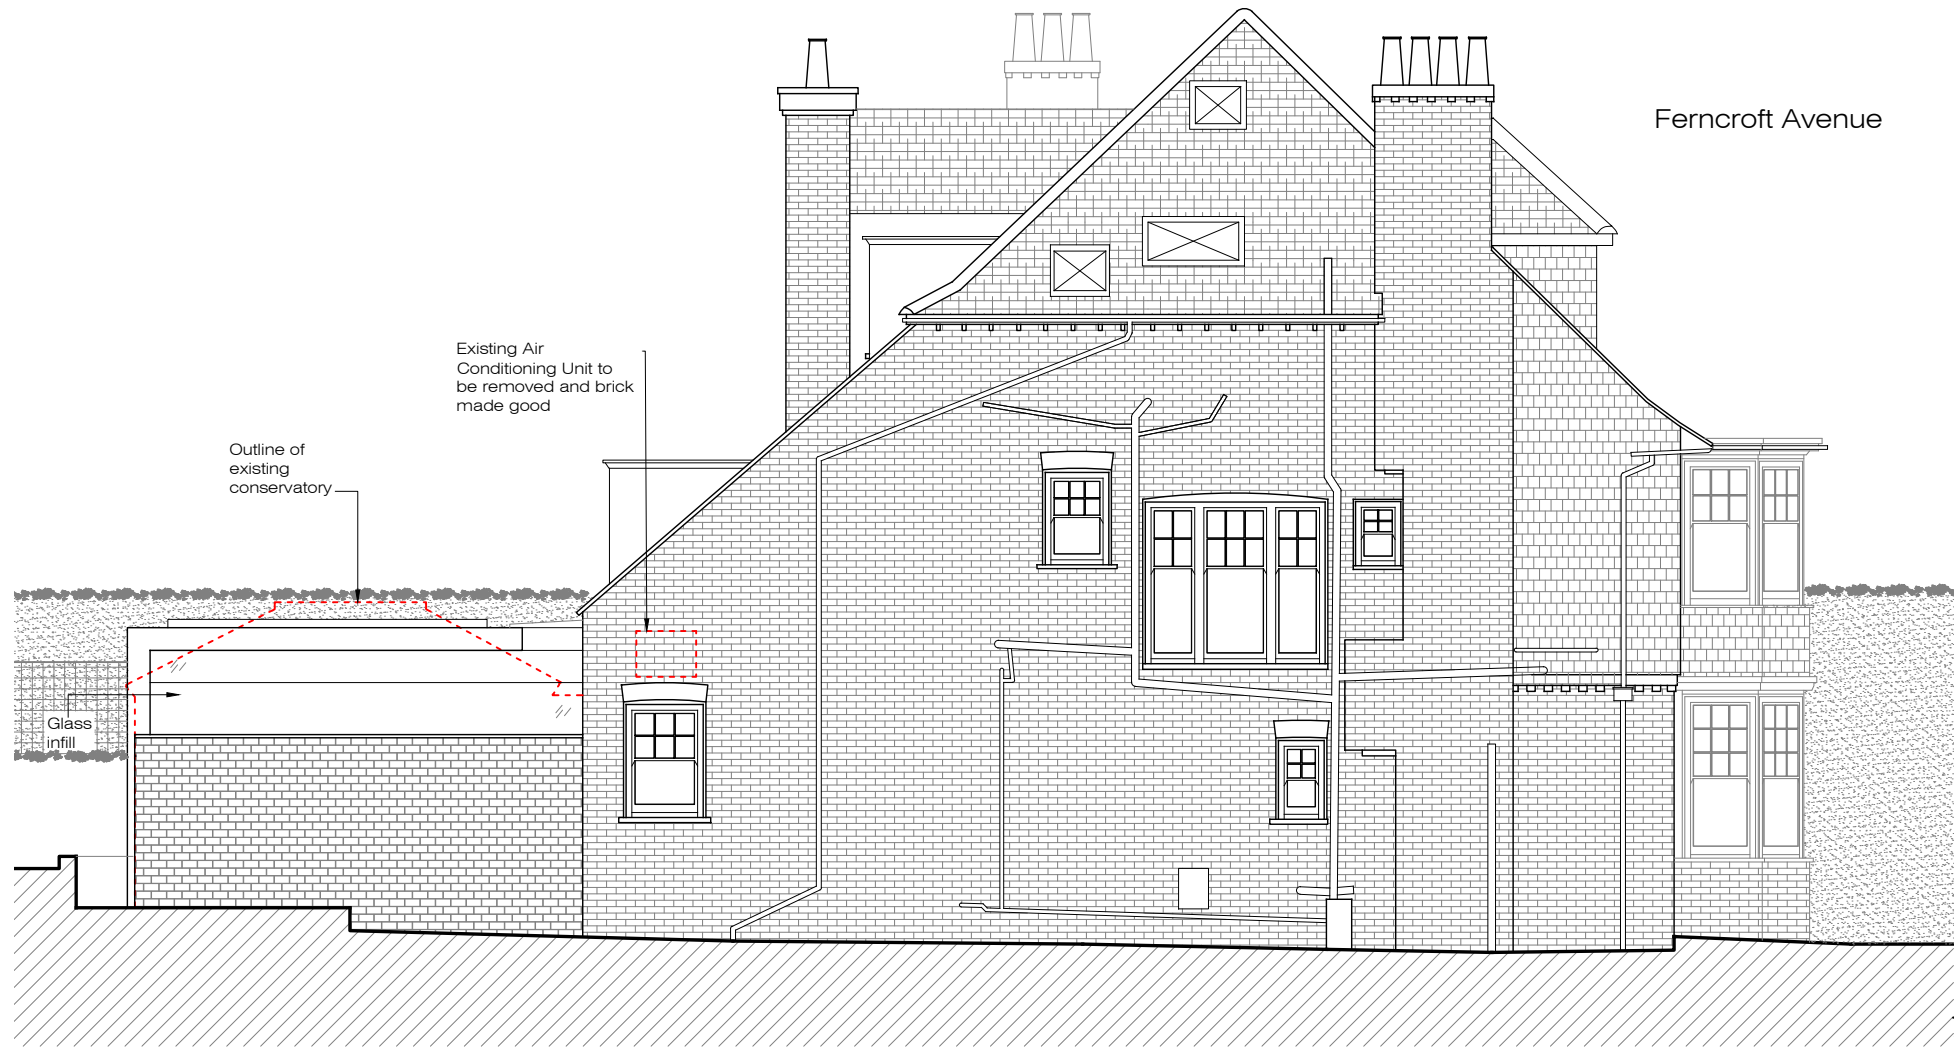 Ferncroft Avenue
Existing Air
Conditioning Unit to
be removed and brick
made good
Outline of
existing
conservatory
Glass
infill